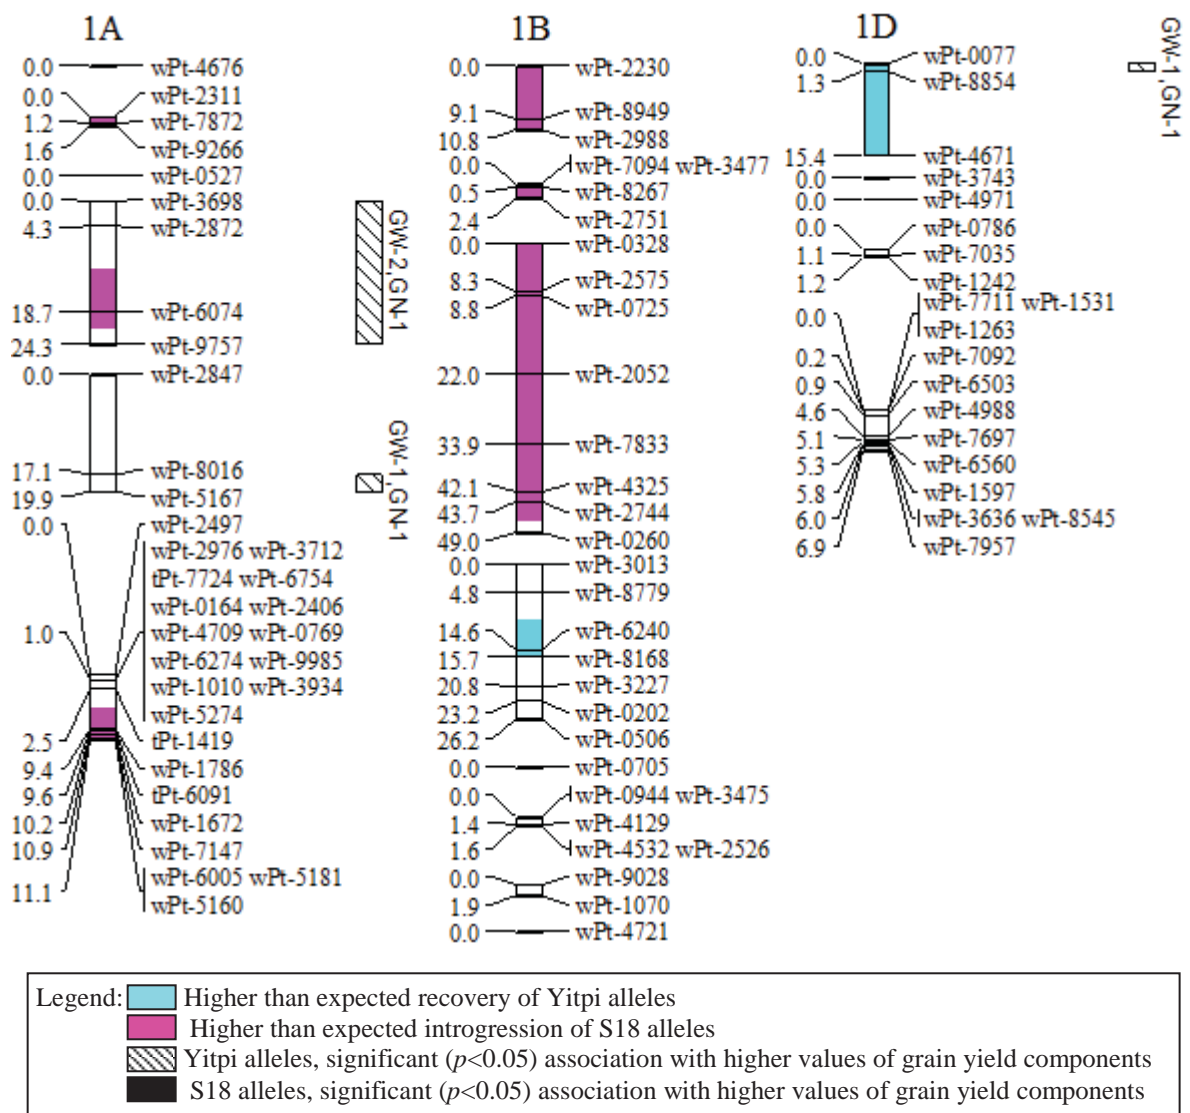 1A
0.0 wPt-4676
0.0 wPt-2311
1.2 wPt-7872
1.6 wPt-9266
0.0 wPt-0527
0.0 wPt-3698
4.3 wPt-2872
18.7 wPt-6074
24.3 wPt-9757
0.0 wPt-2847
17.1 wPt-8016
19.9 wPt-5167
0.0 wPt-2497
wPt-2976 wPt-3712
tPt-7724 wPt-6754
wPt-0164 wPt-2406
1.0 wPt-4709 wPt-0769
wPt-6274 wPt-9985
wPt-1010 wPt-3934
wPt-5274
2.5 tPt-1419
9.4 wPt-1786
9.6 tPt-6091
10.2 wPt-1672
10.9 wPt-7147
11.1 wPt-6005 wPt-5181
wPt-5160
GW-2,GN-1
GW-1,GN-1
1B
0.0 wPt-2230
9.1 wPt-8949
10.8 wPt-2988
0.0 wPt-7094 wPt-3477
0.5 wPt-8267
2.4 wPt-2751
0.0 wPt-0328
8.3 wPt-2575
8.8 wPt-0725
22.0 wPt-2052
33.9 wPt-7833
42.1 wPt-4325
43.7 wPt-2744
49.0 wPt-0260
0.0 wPt-3013
4.8 wPt-8779
14.6 wPt-6240
15.7 wPt-8168
20.8 wPt-3227
23.2 wPt-0202
26.2 wPt-0506
0.0 wPt-0705
0.0 wPt-0944 wPt-3475
1.4 wPt-4129
1.6 wPt-4532 wPt-2526
0.0 wPt-9028
1.9 wPt-1070
0.0 wPt-4721
1D
0.0 wPt-0077
1.3 wPt-8854
15.4 wPt-4671
0.0 wPt-3743
0.0 wPt-4971
0.0 wPt-0786
1.1 wPt-7035
1.2 wPt-1242
0.0 wPt-7711 wPt-1531
wPt-1263
0.2 wPt-7092
0.9 wPt-6503
4.6 wPt-4988
5.1 wPt-7697
5.3 wPt-6560
5.8 wPt-1597
6.0 wPt-3636 wPt-8545
6.9 wPt-7957
GW-1,GN-1
Legend:
Higher than expected recovery of Yitpi alleles
Higher than expected introgression of S18 alleles
Yitpi alleles, significant (p<0.05) association with higher values of grain yield components
S18 alleles, significant (p<0.05) association with higher values of grain yield components